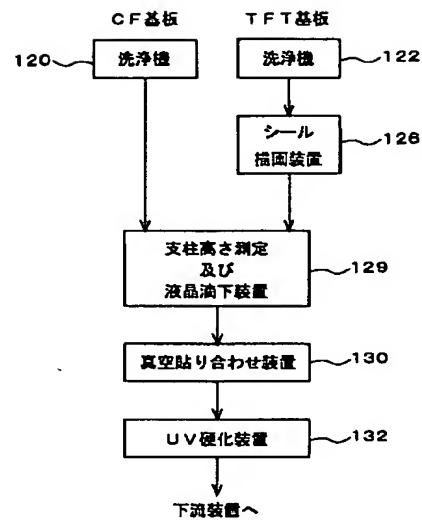 CF基板 TFT基板
120 洗浄機 洗浄機 122
シール
描画装置 126
支柱高さ測定
及び
液晶滴下装置 129
真空貼り合わせ装置 130
UV硬化装置 132
下流装置へ